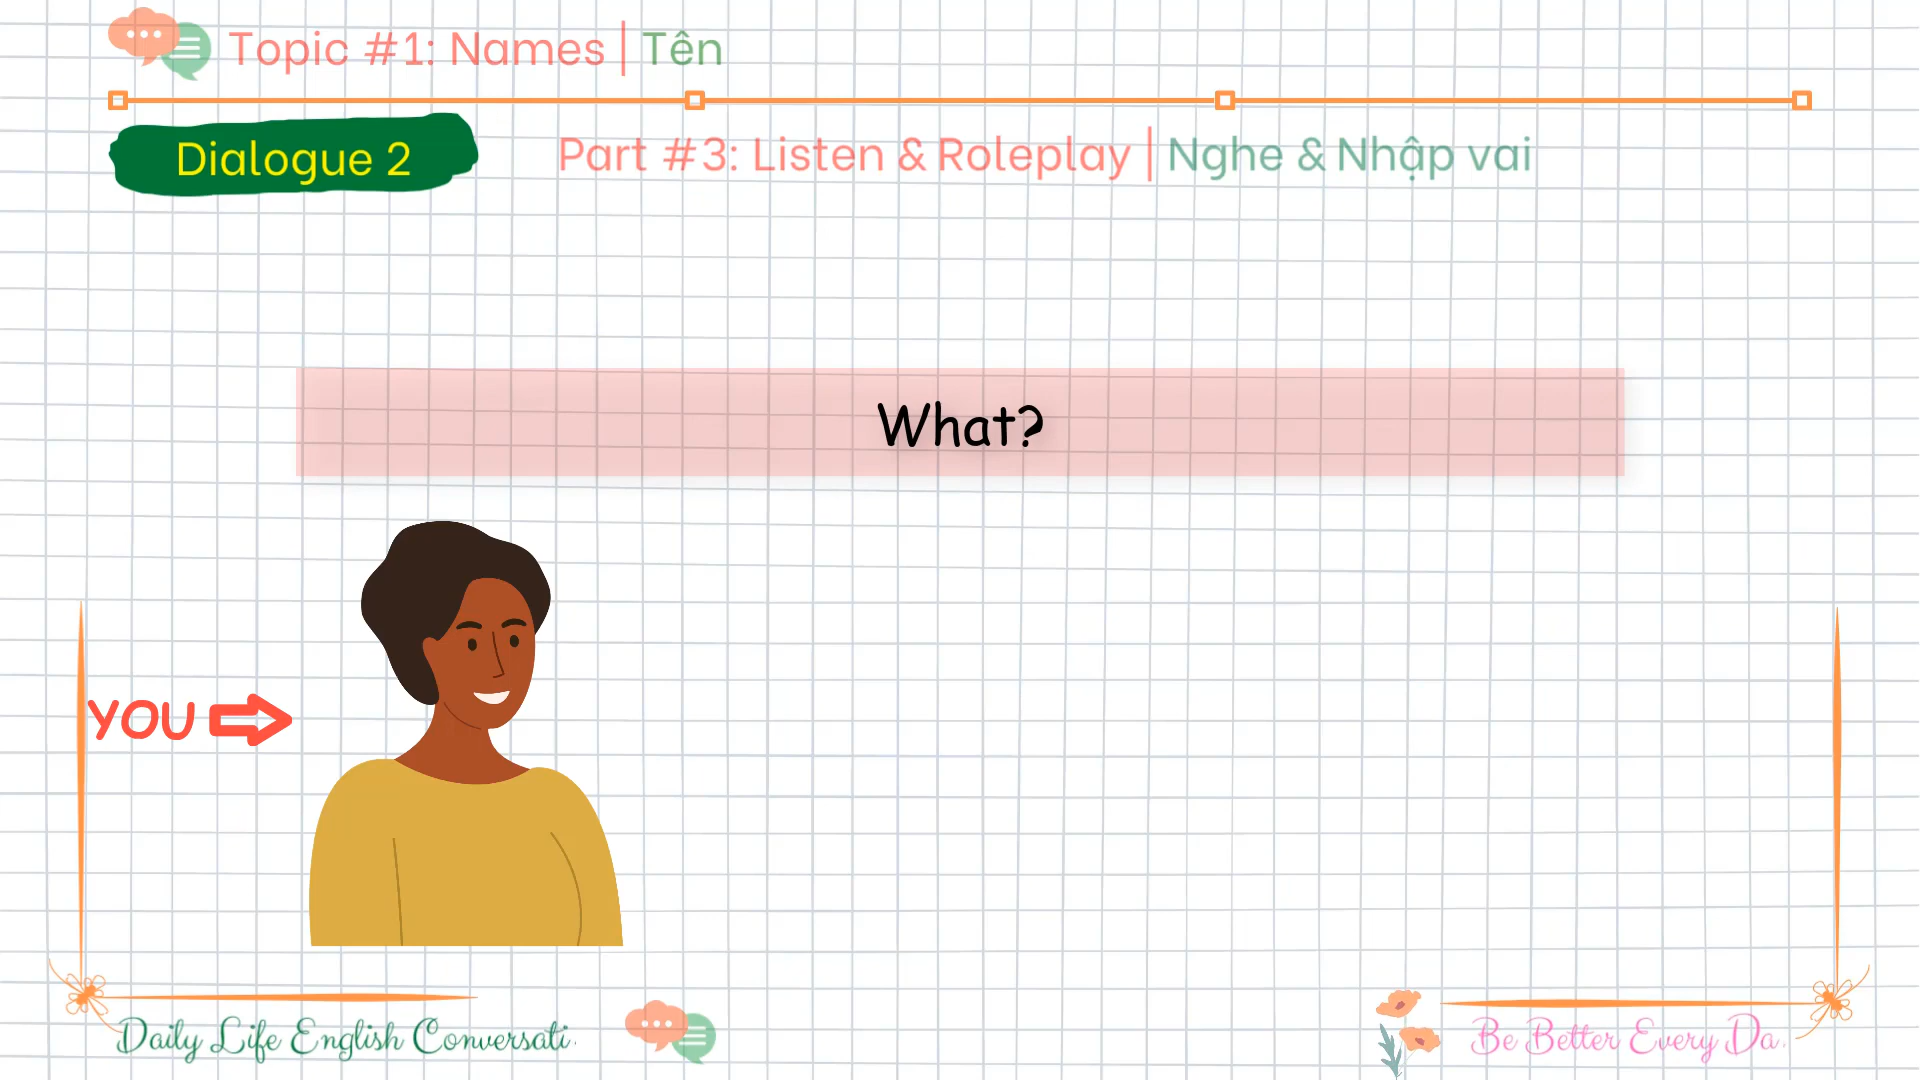 Topic #1: Names | Tên
Dialogue 2
Part #3: Listen & Roleplay | Nghe & Nhập vai
What?
YOU
Daily Life English Conversati
Be Better Every Da